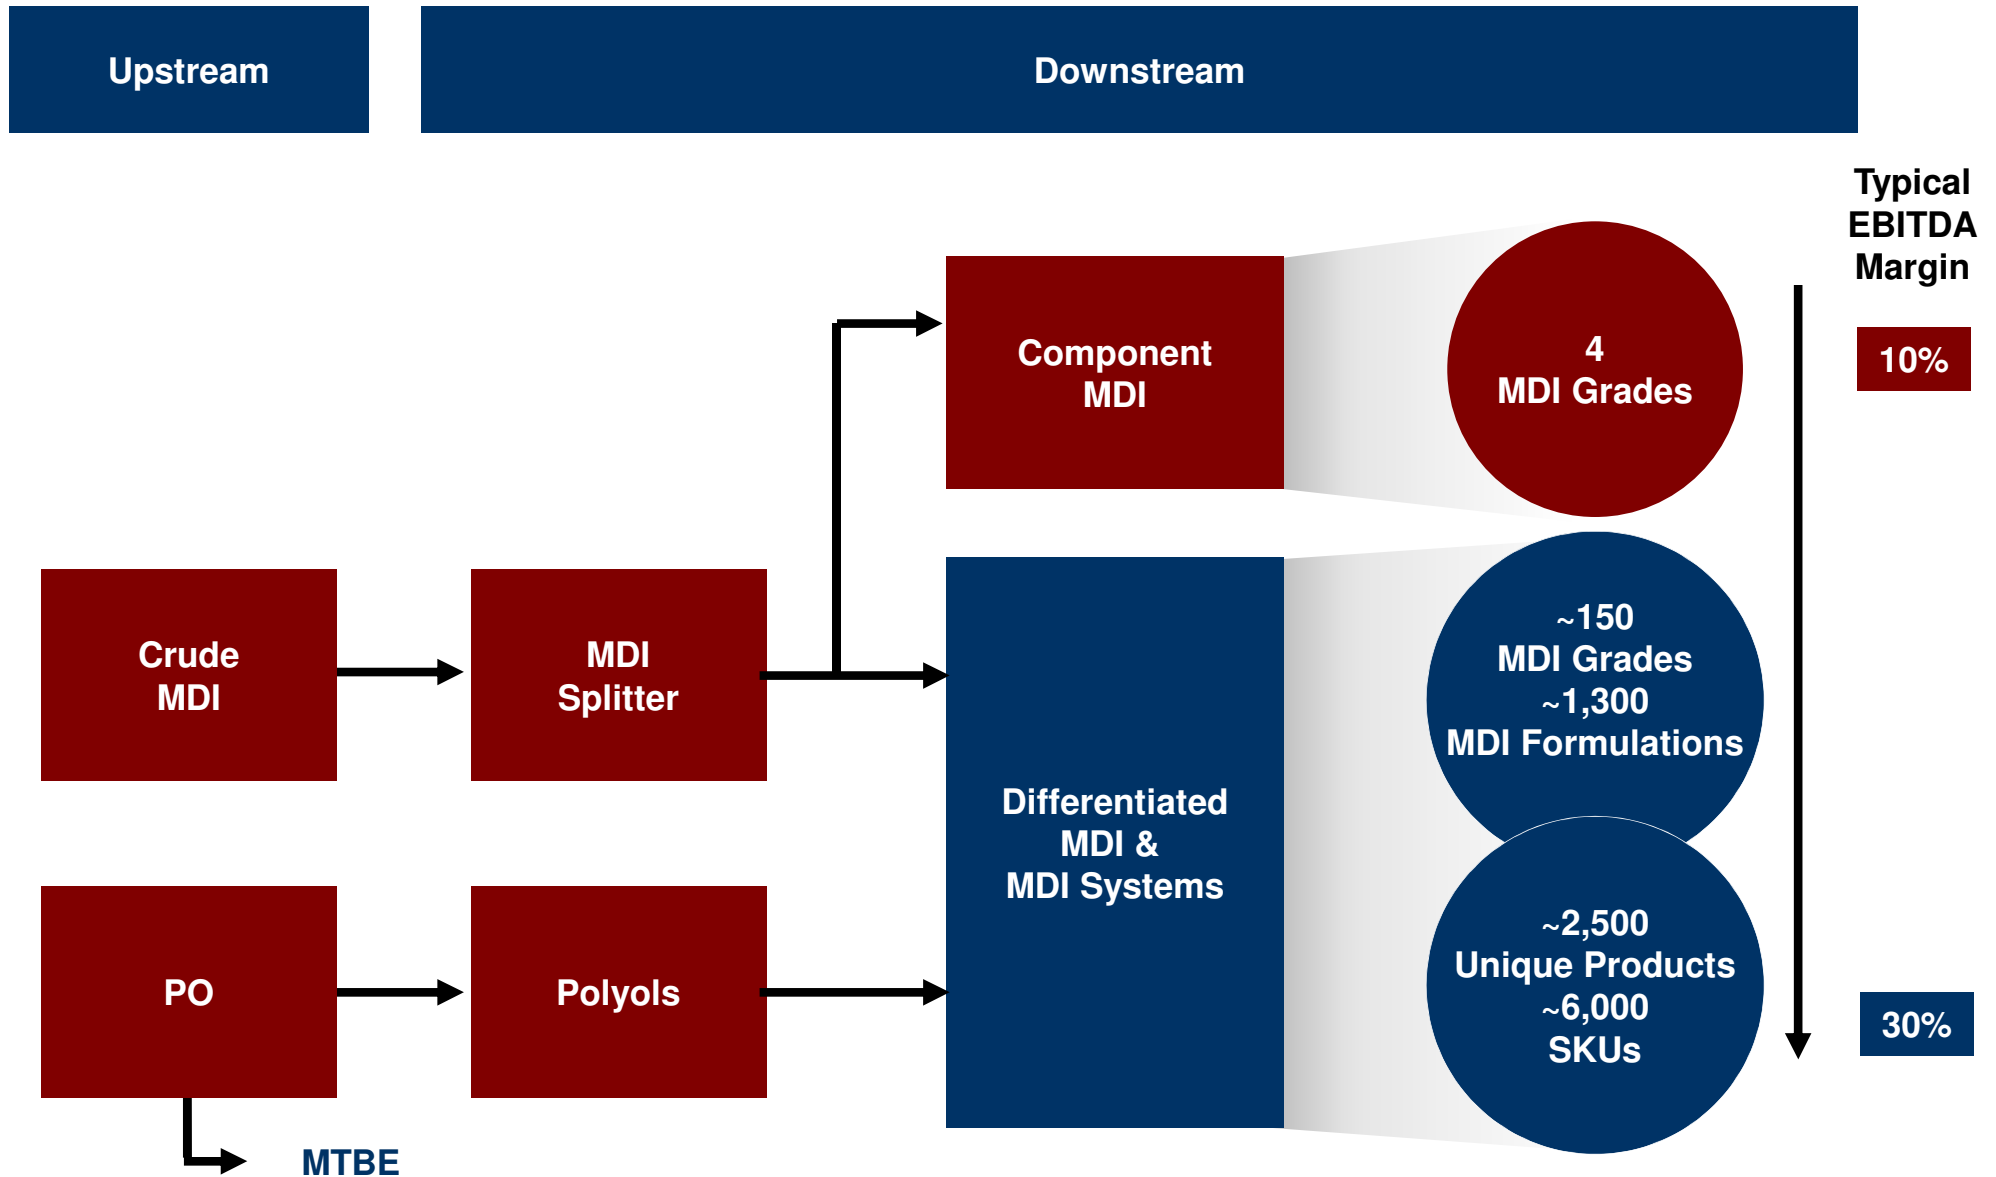 Upstream
Downstream
Typical
EBITDA
Margin
Component
MDI
4
MDI Grades
10%
Crude
MDI
MDI
Splitter
~150
MDI Grades
~1,300
MDI Formulations
Differentiated
MDI &
MDI Systems
PO
Polyols
~2,500
Unique Products
~6,000
SKUs
30%
MTBE